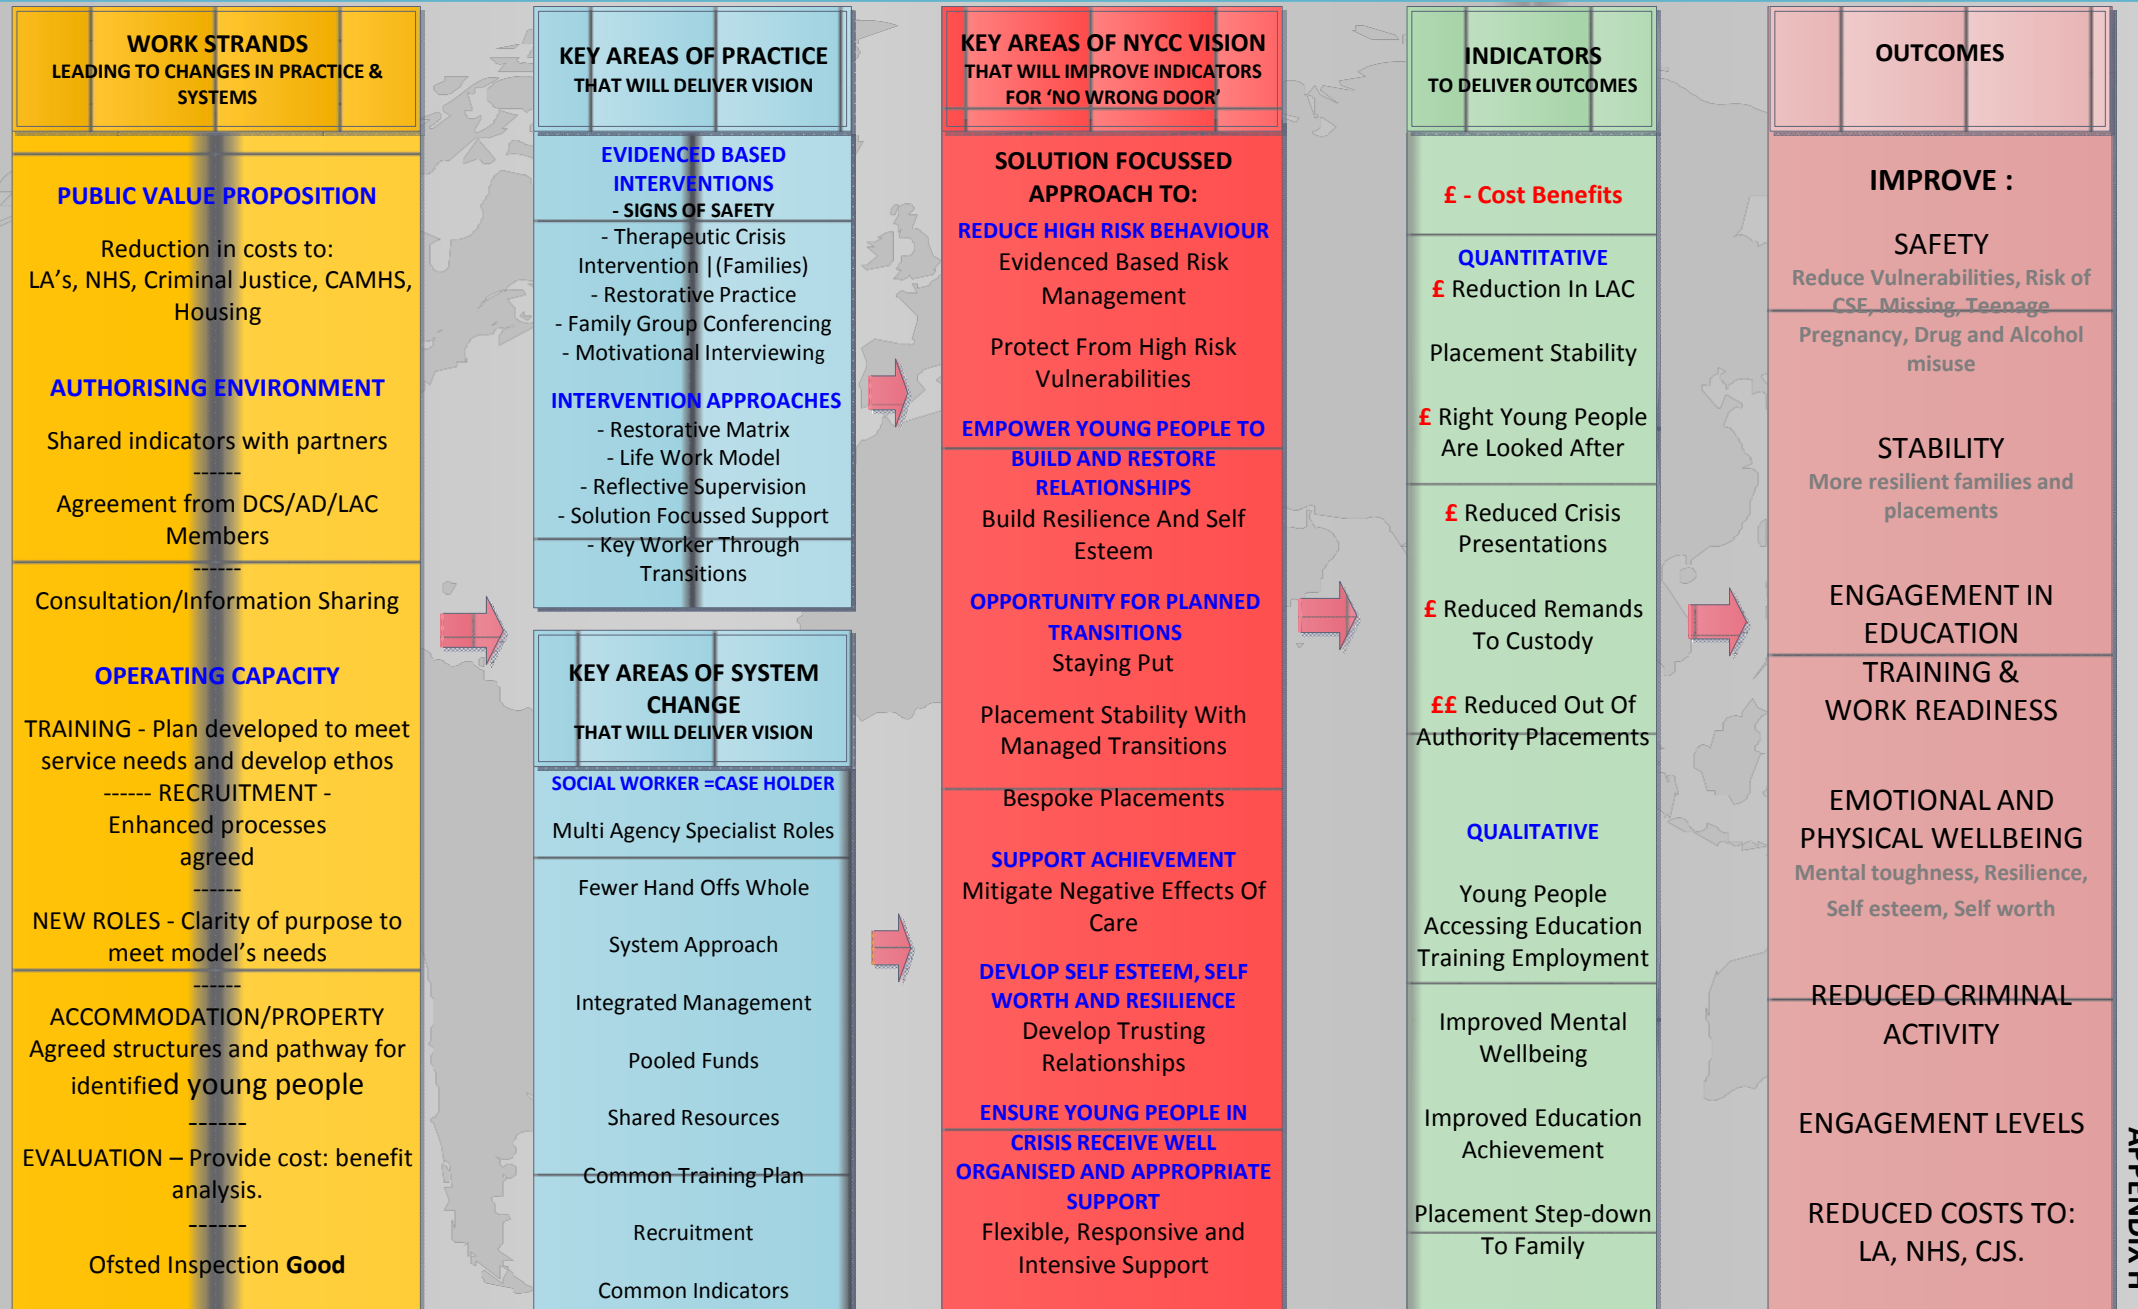 WORK STRANDS
LEADING TO CHANGES IN PRACTICE &
SYSTEMS
PUBLIC VALUE PROPOSITION
Reduction in costs to:
LA's, NHS, Criminal Justice, CAMHS,
Housing
AUTHORISING ENVIRONMENT
Shared indicators with partners
------
Agreement from DCS/AD/LAC
Members
------
Consultation/Information Sharing
OPERATING CAPACITY
TRAINING - Plan developed to meet
service needs and develop ethos
------ RECRUITMENT -
Enhanced processes
agreed
------
NEW ROLES - Clarity of purpose to
meet model's needs
------
ACCOMMODATION/PROPERTY
Agreed structures and pathway for
identified young people
------
EVALUATION – Provide cost: benefit
analysis.
------
Ofsted Inspection Good
KEY AREAS OF PRACTICE
THAT WILL DELIVER VISION
EVIDENCED BASED
INTERVENTIONS
- SIGNS OF SAFETY
- Therapeutic Crisis
Intervention |(Families)
- Restorative Practice
- Family Group Conferencing
- Motivational Interviewing
INTERVENTION APPROACHES
- Restorative Matrix
- Life Work Model
- Reflective Supervision
- Solution Focussed Support
- Key Worker Through
Transitions
KEY AREAS OF SYSTEM
CHANGE
THAT WILL DELIVER VISION
SOCIAL WORKER =CASE HOLDER
Multi Agency Specialist Roles
Fewer Hand Offs Whole
System Approach
Integrated Management
Pooled Funds
Shared Resources
Common Training Plan
Recruitment
Common Indicators
KEY AREAS OF NYCC VISION
THAT WILL IMPROVE INDICATORS
FOR 'NO WRONG DOOR'
SOLUTION FOCUSSED
APPROACH TO:
REDUCE HIGH RISK BEHAVIOUR
Evidenced Based Risk
Management
Protect From High Risk
Vulnerabilities
EMPOWER YOUNG PEOPLE TO
BUILD AND RESTORE
RELATIONSHIPS
Build Resilience And Self
Esteem
OPPORTUNITY FOR PLANNED
TRANSITIONS
Staying Put
Placement Stability With
Managed Transitions
Bespoke Placements
SUPPORT ACHIEVEMENT
Mitigate Negative Effects Of
Care
DEVLOP SELF ESTEEM, SELF
WORTH AND RESILIENCE
Develop Trusting
Relationships
ENSURE YOUNG PEOPLE IN
CRISIS RECEIVE WELL
ORGANISED AND APPROPRIATE
SUPPORT
Flexible, Responsive and
Intensive Support
INDICATORS
TO DELIVER OUTCOMES
£ - Cost Benefits
QUANTITATIVE
£ Reduction In LAC
Placement Stability
£ Right Young People
Are Looked After
£ Reduced Crisis
Presentations
£ Reduced Remands
To Custody
££ Reduced Out Of
Authority Placements
QUALITATIVE
Young People
Accessing Education
Training Employment
Improved Mental
Wellbeing
Improved Education
Achievement
Placement Step-down
To Family
OUTCOMES
IMPROVE :
SAFETY
Reduce Vulnerabilities, Risk of
CSE, Missing, Teenage
Pregnancy, Drug and Alcohol
misuse
STABILITY
More resilient families and
placements
ENGAGEMENT IN
EDUCATION
TRAINING &
WORK READINESS
EMOTIONAL AND
PHYSICAL WELLBEING
Mental toughness, Resilience,
Self esteem, Self worth
REDUCED CRIMINAL
ACTIVITY
ENGAGEMENT LEVELS
REDUCED COSTS TO:
LA, NHS, CJS.
APPENDIX